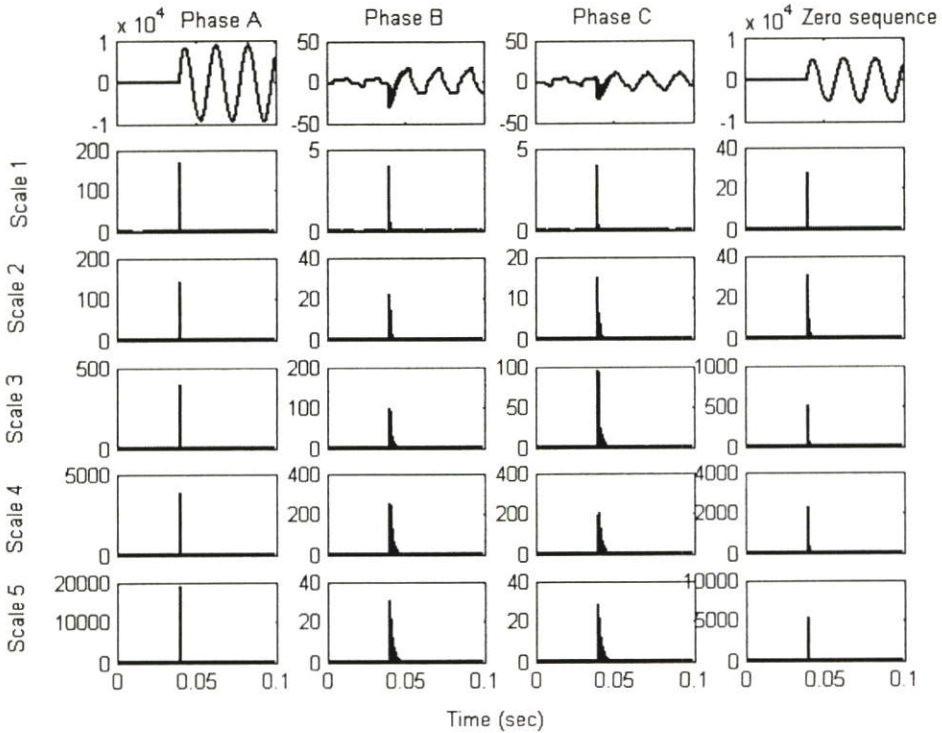 x 10⁴ Phase A Phase B Phase C x 10⁴ Zero sequence
1 50 50 1
0 0 0 0
-1 -50 -50 -1
Scale 1
200 5 5 40
100 20
0 0 0 0
Scale 2
200 40 20 40
100 20 10 20
0 0 0 0
Scale 3
500 200 100 1000
100 50 500
0 0 0 0
Scale 4
5000 400 400 4000
200 200 2000
0 0 0 0
Scale 5
20000 40 40 10000
10000 20 20 5000
0 0 0 0
0 0.05 0.1 0 0.05 0.1 0 0.05 0.1 0 0.05 0.1
Time (sec)